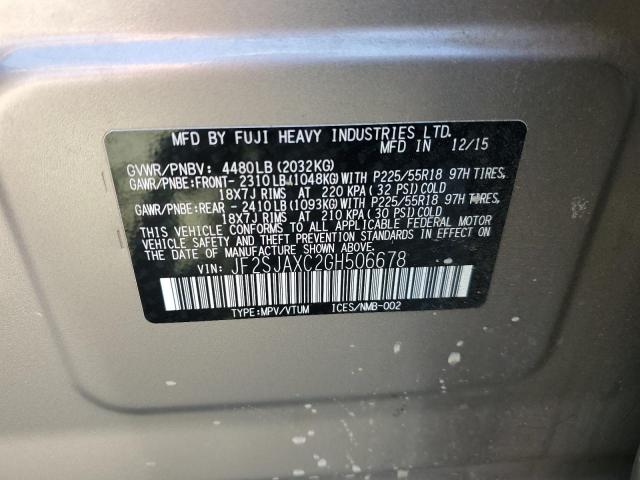 MFD BY FUJI HEAVY INDUSTRIES LTD.
MFD IN 12/15
GVWR/PNBV: 4480LB (2032KG)
GAWR/PNBE: FRONT- 2310LB(1048KG)WITH P225/55R18 97H TIRES,
18X7J RIMS AT 220 KPA ( 32 PSI) COLD
GAWR/PNBE: REAR - 2410LB(1093KG)WITH P225/55R18 97H TIRES,
18X7J RIMS AT 210 KPA ( 30 PSI) COLD
THIS VEHICLE CONFORMS TO ALL APPLICABLE FEDERAL MOTOR
VEHICLE SAFETY AND BUMPER STANDARDS IN EFFECT ON
THE DATE OF MANUFACTURE SHOWN ABOVE.
VIN: JF2SJAXC2GH506678
TYPE:MPV/VTUM ICES/NMB-002